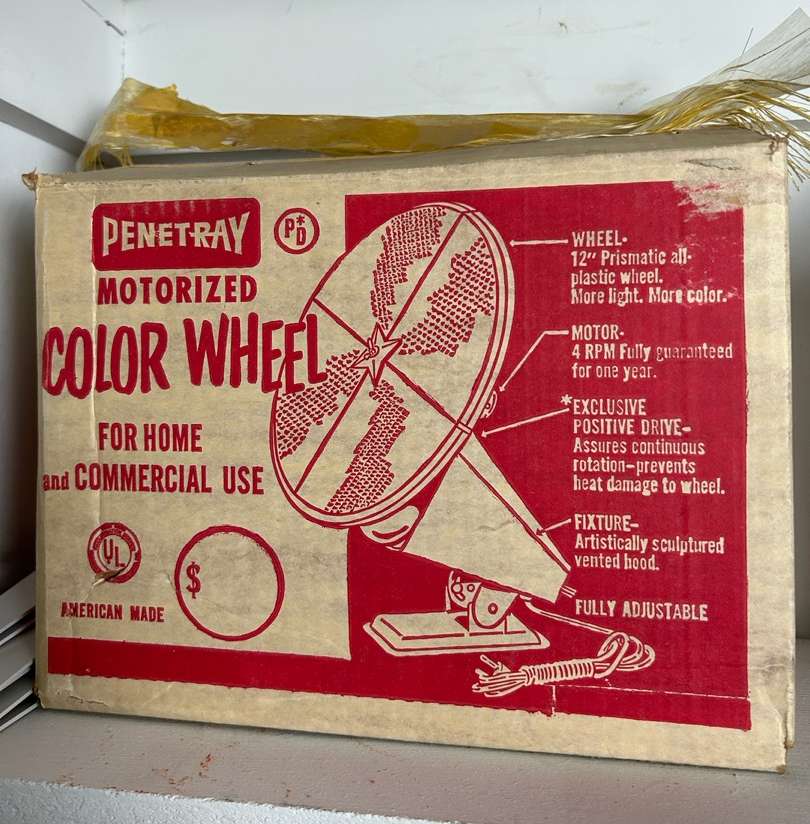 PENETRAY
P*D
MOTORIZED
COLOR WHEEL
FOR HOME
and COMMERCIAL USE
UL
$
AMERICAN MADE
WHEEL-
12" Prismatic all-
plastic wheel.
More light. More color.
MOTOR-
4 RPM Fully guaranteed
for one year.
*EXCLUSIVE
POSITIVE DRIVE-
Assures continuous
rotation-prevents
heat damage to wheel.
FIXTURE-
Artistically sculptured
vented hood.
FULLY ADJUSTABLE